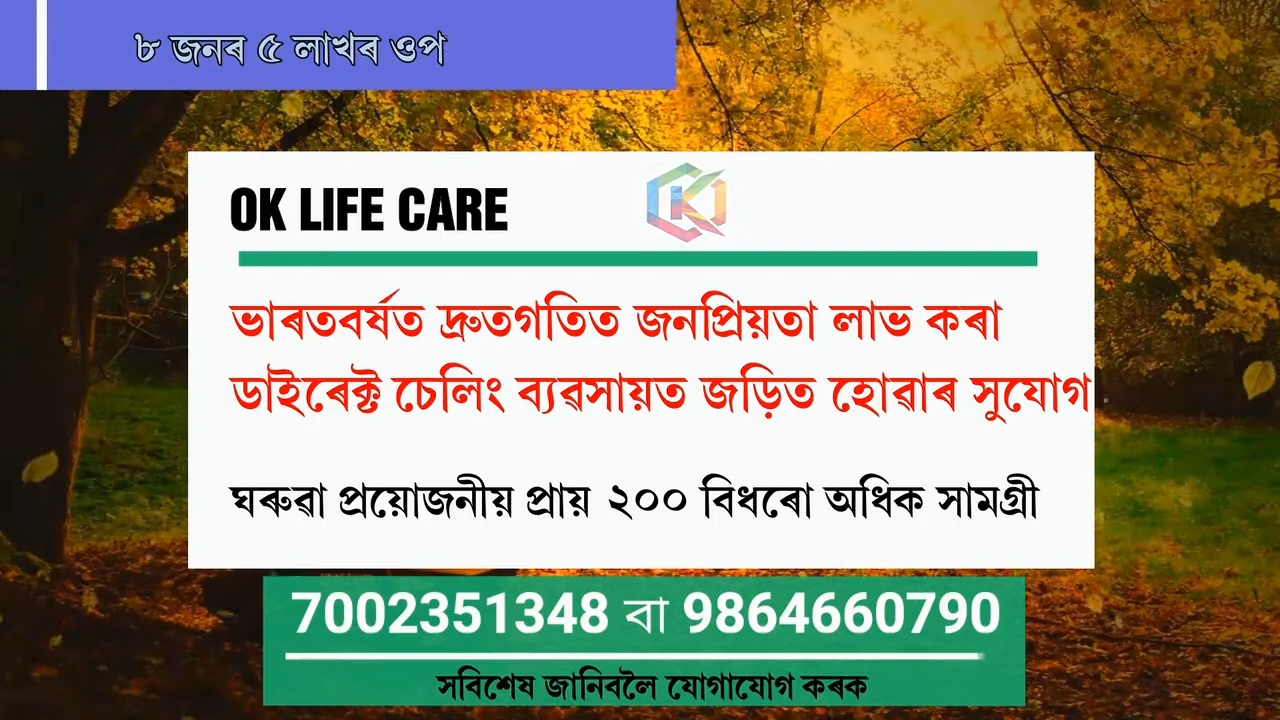 ৮ জনৰ ৫ লাখৰ ওপ
OK LIFE CARE
ভাৰতবৰ্ষত দ্ৰুতগতিত জনপ্ৰিয়তা লাভ কৰা
ডাইৰেক্ট চেলিং ব্যৱসায়ত জড়িত হোৱাৰ সুযোগ
ঘৰুৱা প্ৰয়োজনীয় প্ৰায় ২০০ বিধৰো অধিক সামগ্ৰী
7002351348 বা 9864660790
সবিশেষ জানিবলৈ যোগাযোগ কৰক